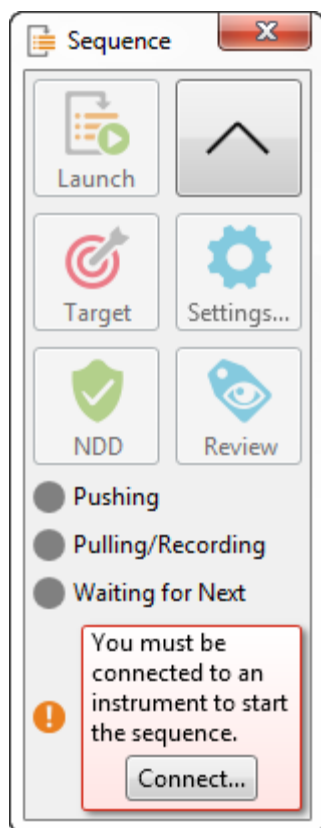 Sequence
Launch
Target
Settings...
NDD
Review
Pushing
Pulling/Recording
Waiting for Next
You must be
connected to an
instrument to start
the sequence.
Connect...